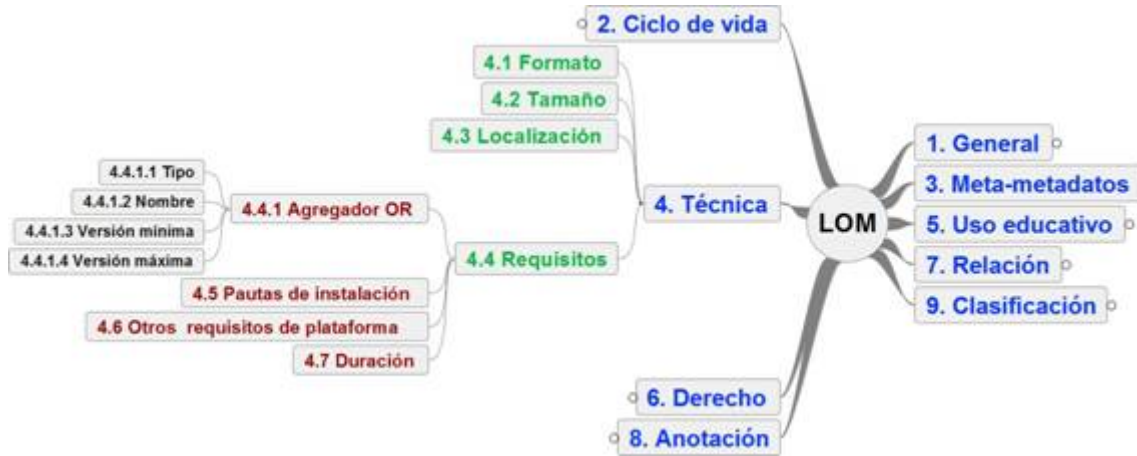 2. Ciclo de vida
4.1 Formato
4.2 Tamaño
4.3 Localización
4.4.1.1 Tipo
4.4.1.2 Nombre
4.4.1.3 Versión mínima
4.4.1.4 Versión máxima
4.4.1 Agregador OR
4.4 Requisitos
4.5 Pautas de instalación
4.6 Otros requisitos de plataforma
4.7 Duración
4. Técnica
6. Derecho
8. Anotación
LOM
1. General
3. Meta-metadatos
5. Uso educativo
7. Relación
9. Clasificación